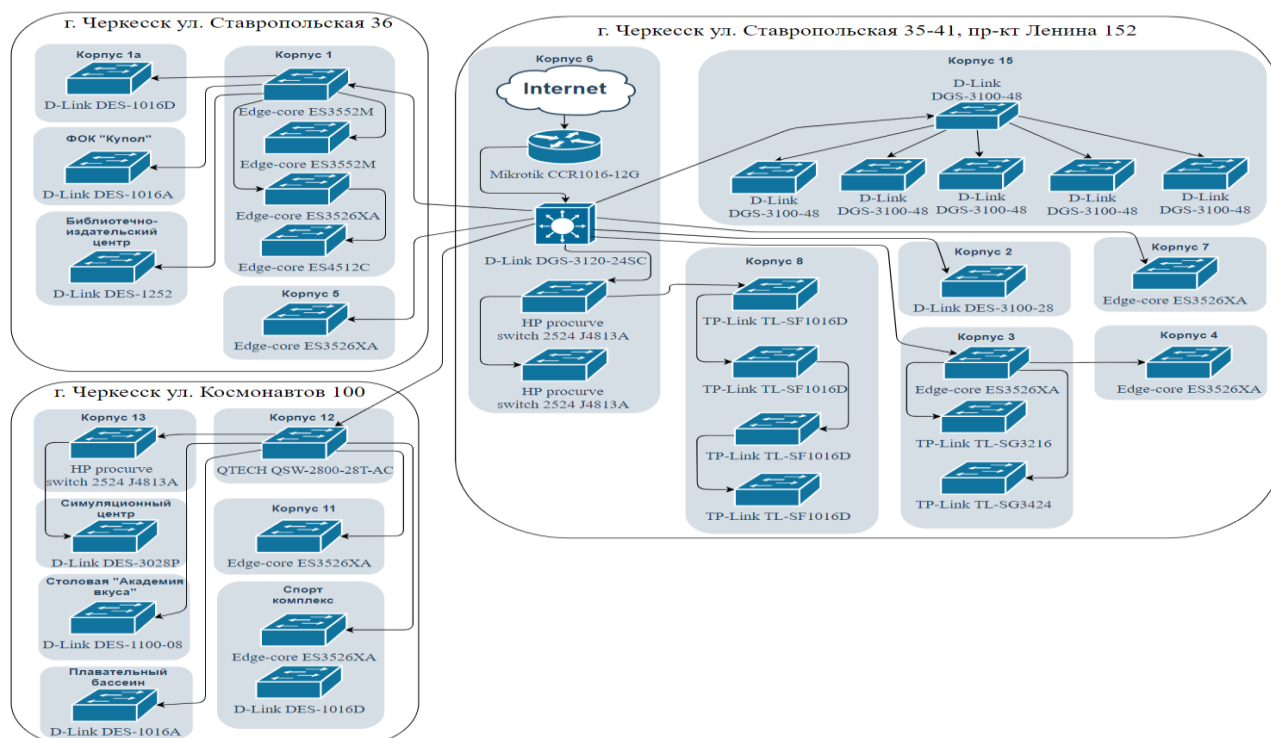 г. Черкесск ул. Ставропольская 36
Корпус 1а
D-Link DES-1016D
ФОК "Купол"
D-Link DES-1016A
Библиотечно-
издательский
центр
D-Link DES-1252
Корпус 1
Edge-core ES3552M
Edge-core ES3552M
Edge-core ES3526XA
Edge-core ES4512C
Корпус 5
Edge-core ES3526XA
г. Черкесск ул. Космонавтов 100
Корпус 13
HP procurve
switch 2524 J4813A
Симуляционный
центр
D-Link DES-3028P
Столовая "Академия
вкуса"
D-Link DES-1100-08
Плавательный
бассеин
D-Link DES-1016A
Корпус 12
QTECH QSW-2800-28T-AC
Корпус 11
Edge-core ES3526XA
Спорт
комплекс
Edge-core ES3526XA
D-Link DES-1016D
г. Черкесск ул. Ставропольская 35-41, пр-кт Ленина 152
Корпус 6
Internet
Mikrotik CCR1016-12G
D-Link DGS-3120-24SC
HP procurve
switch 2524 J4813A
HP procurve
switch 2524 J4813A
Корпус 15
D-Link
DGS-3100-48
D-Link
DGS-3100-48
D-Link
DGS-3100-48
D-Link
DGS-3100-48
D-Link
DGS-3100-48
D-Link
DGS-3100-48
Корпус 8
TP-Link TL-SF1016D
TP-Link TL-SF1016D
TP-Link TL-SF1016D
TP-Link TL-SF1016D
Корпус 2
D-Link DES-3100-28
Корпус 7
Edge-core ES3526XA
Корпус 3
Edge-core ES3526XA
TP-Link TL-SG3216
TP-Link TL-SG3424
Корпус 4
Edge-core ES3526XA